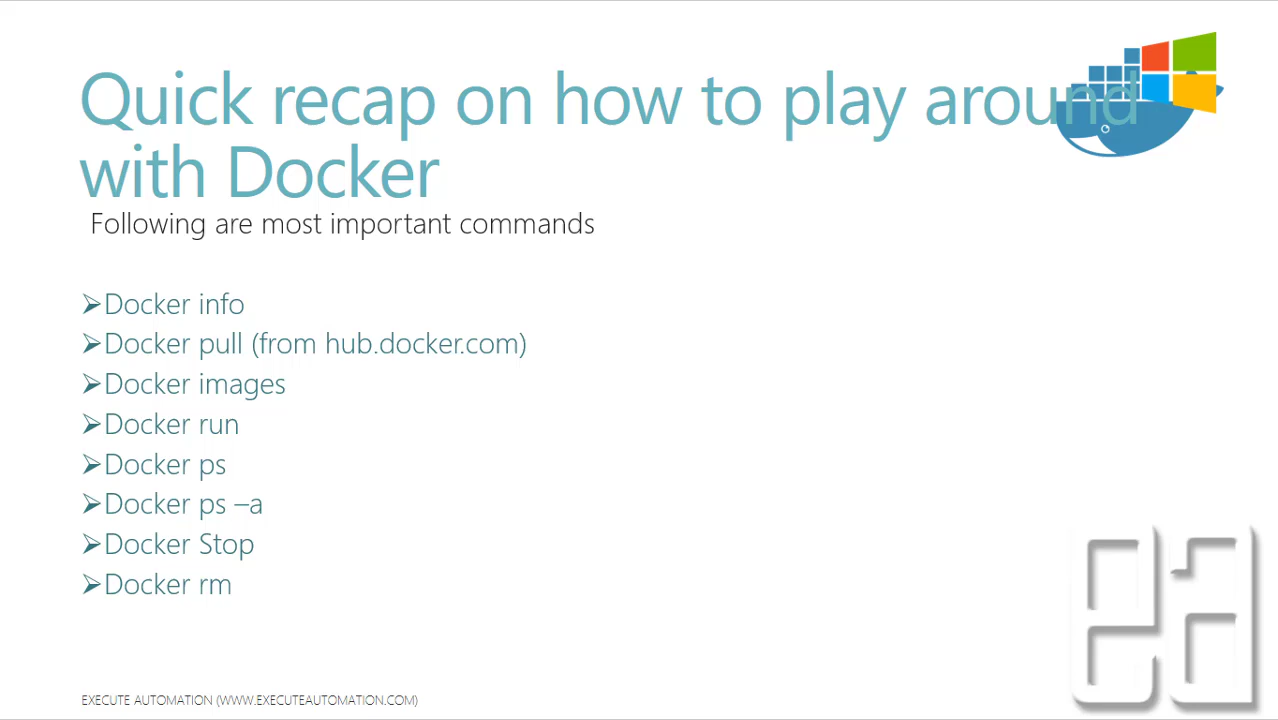 Quick recap on how to play around
with Docker
Following are most important commands
➢Docker info
➢Docker pull (from hub.docker.com)
➢Docker images
➢Docker run
➢Docker ps
➢Docker ps –a
➢Docker Stop
➢Docker rm
ea
EXECUTE AUTOMATION (WWW.EXECUTEAUTOMATION.COM)